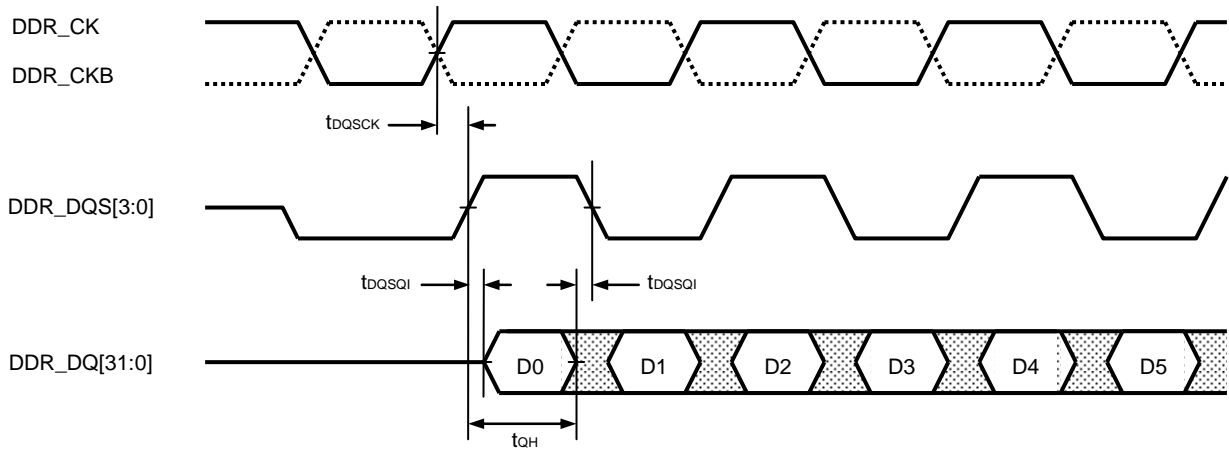 DDR_CK
DDR_CKB
tDQSCK
DDR_DQS[3:0]
tDQSQI tDQSQI
DDR_DQ[31:0] D0 D1 D2 D3 D4 D5
tQH